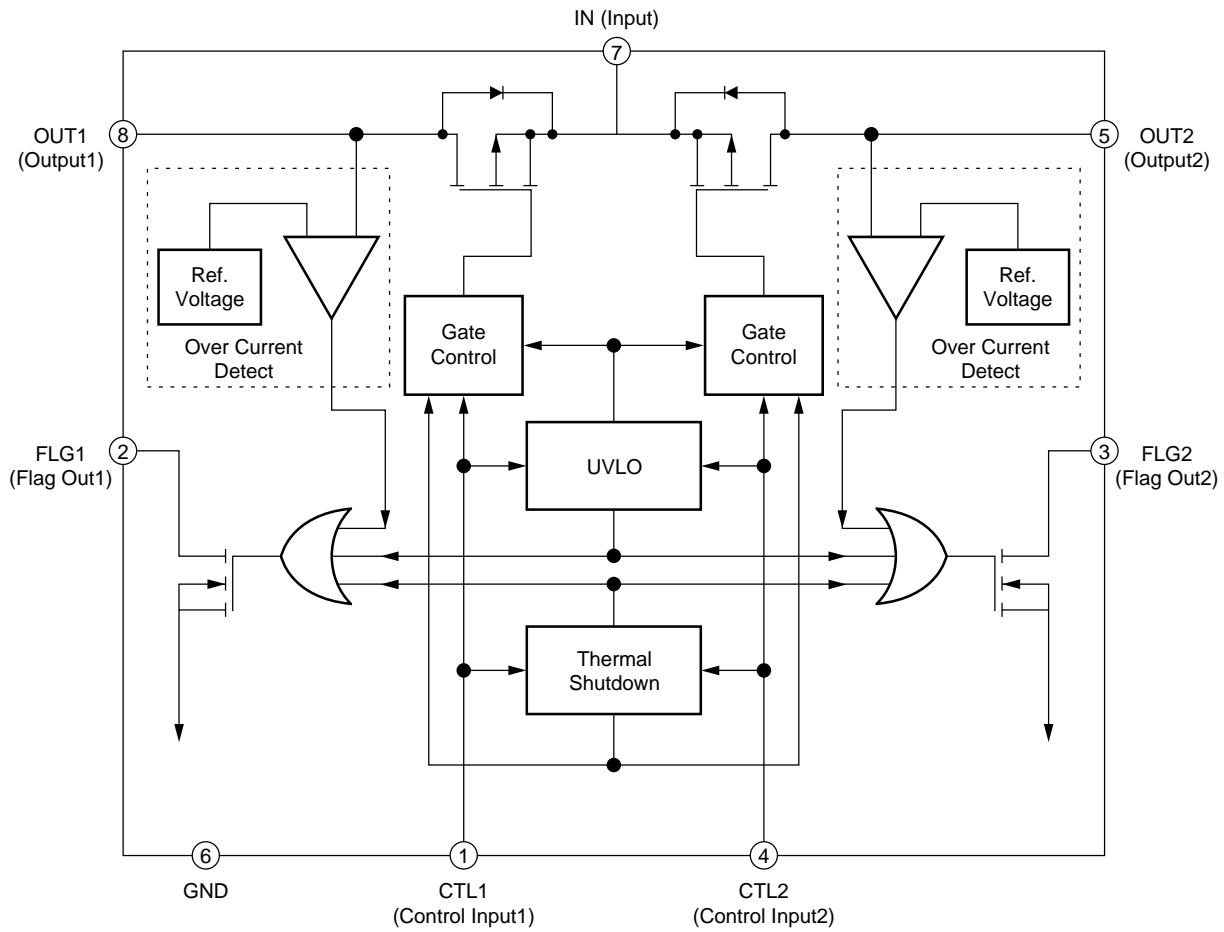 IN (Input)
7
OUT1
(Output1)
8
5
OUT2
(Output2)
Ref.
Voltage
Over Current
Detect
Gate
Control
Gate
Control
Ref.
Voltage
Over Current
Detect
FLG1
(Flag Out1)
2
UVLO
3
FLG2
(Flag Out2)
Thermal
Shutdown
6
GND
1
CTL1
(Control Input1)
4
CTL2
(Control Input2)